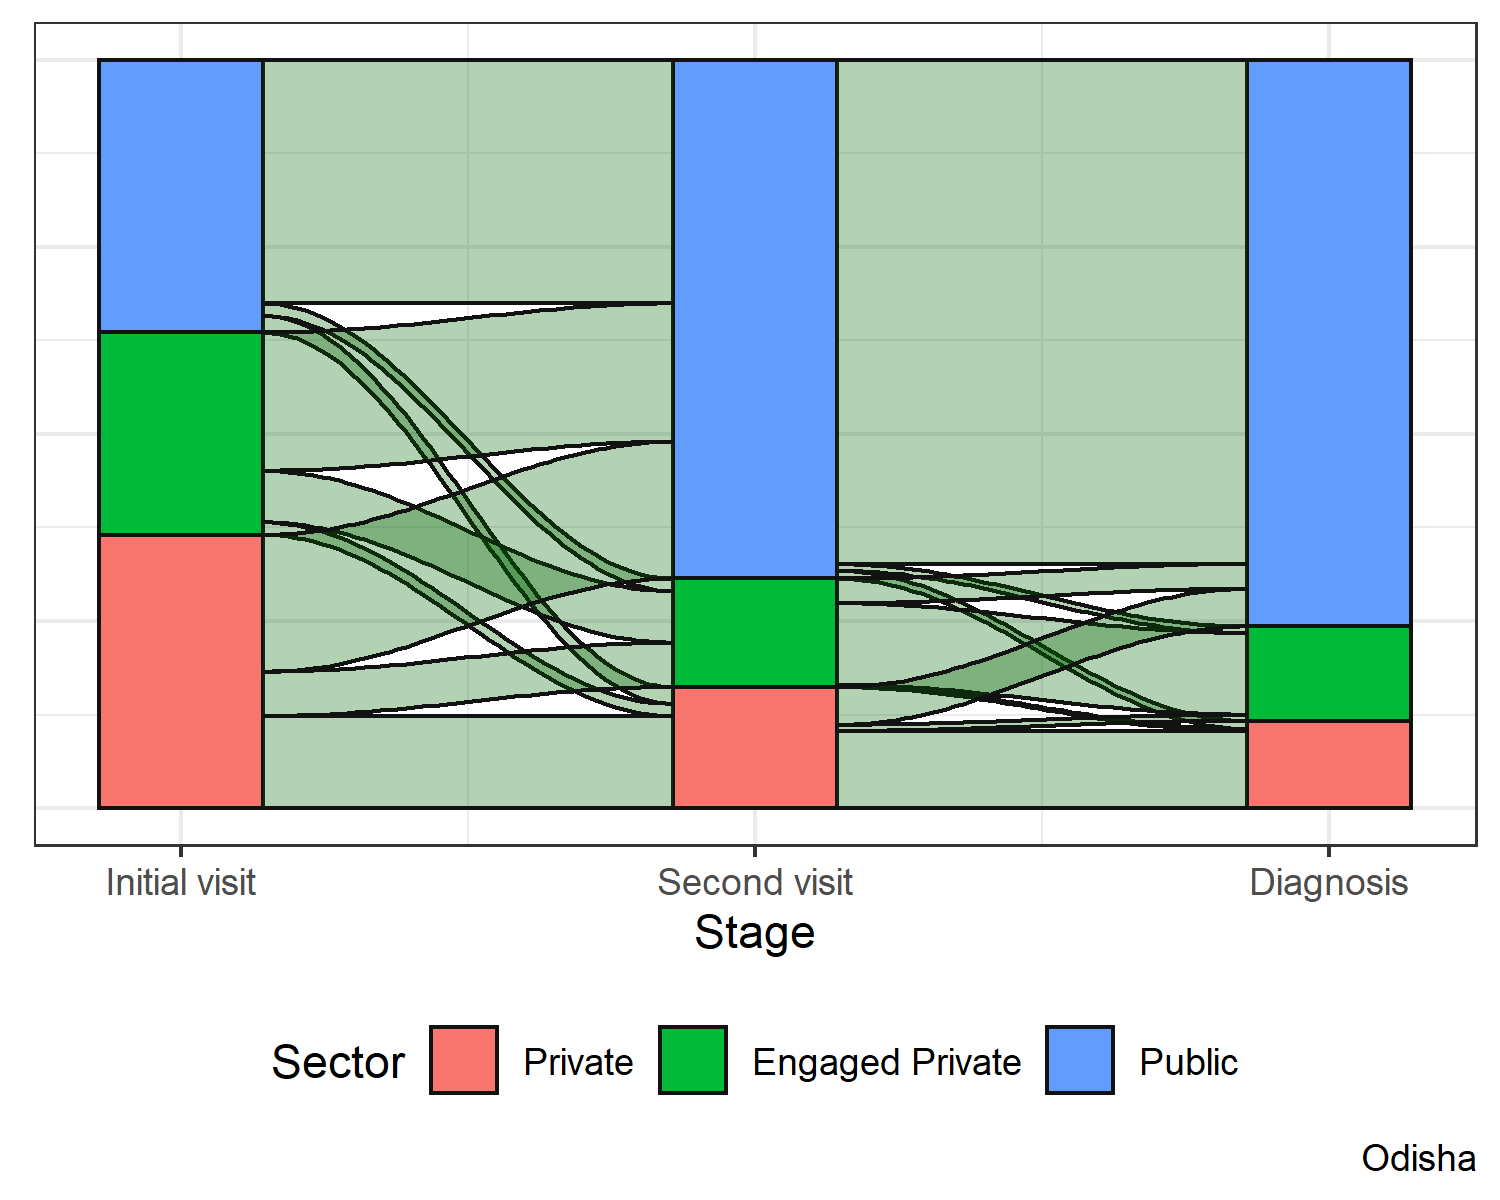 Initial visit Second visit Diagnosis
Stage
Sector Private Engaged Private Public
Odisha